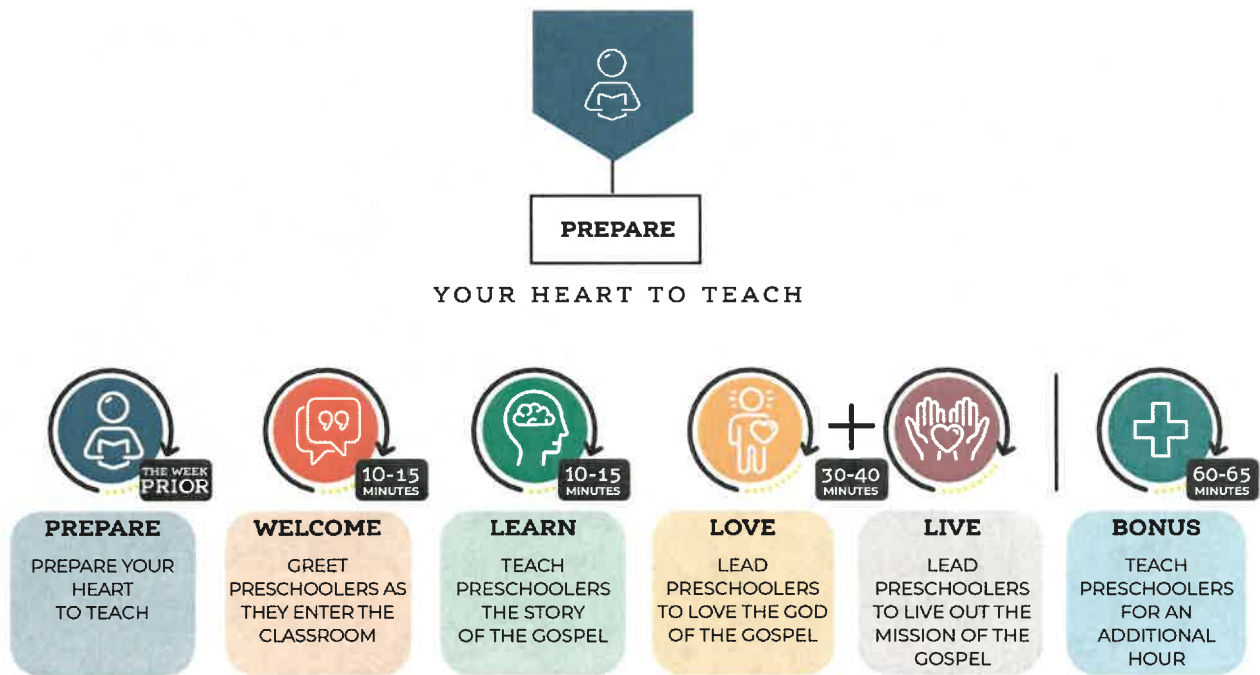 PREPARE
YOUR HEART TO TEACH
THE WEEK
PRIOR
10-15
MINUTES
10-15
MINUTES
30-40
MINUTES
60-65
MINUTES
PREPARE
PREPARE YOUR
HEART
TO TEACH
WELCOME
GREET
PRESCHOOLERS AS
THEY ENTER THE
CLASSROOM
LEARN
TEACH
PRESCHOOLERS
THE STORY
OF THE GOSPEL
LOVE
LEAD
PRESCHOOLERS
TO LOVE THE GOD
OF THE GOSPEL
LIVE
LEAD
PRESCHOOLERS
TO LIVE OUT THE
MISSION OF THE
GOSPEL
BONUS
TEACH
PRESCHOOLERS
FOR AN
ADDITIONAL
HOUR